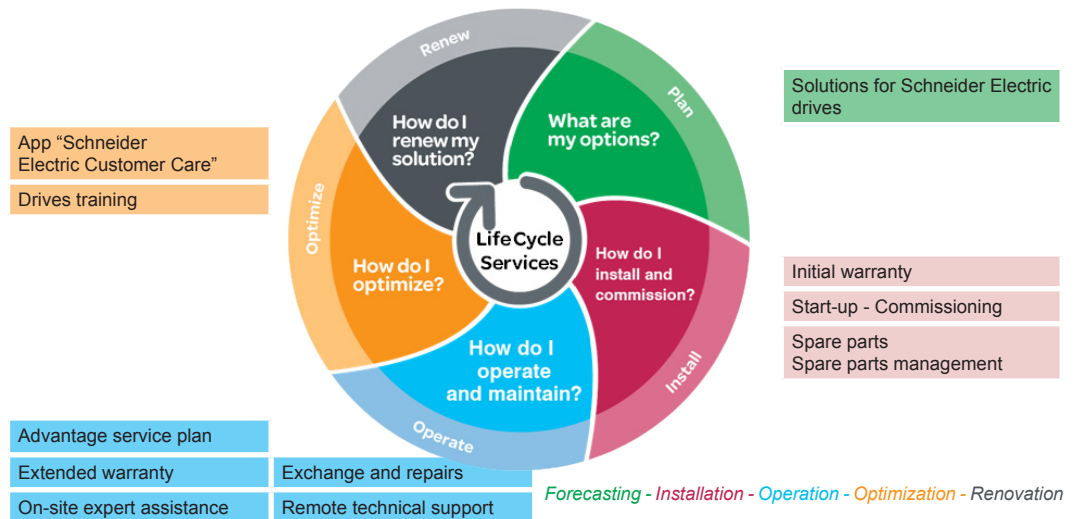 Renew
Plan
How do I
renew my
solution?
What are
my options?
Solutions for Schneider Electric
drives
App “Schneider
Electric Customer Care”
Drives training
Optimize
How do I
optimize?
LifeCycle
Services
How do I
install and
commission?
Initial warranty
Start-up - Commissioning
Spare parts
Spare parts management
Install
How do I
operate
and maintain?
Operate
Advantage service plan
Extended warranty
Exchange and repairs
On-site expert assistance
Remote technical support
Forecasting - Installation - Operation - Optimization - Renovation